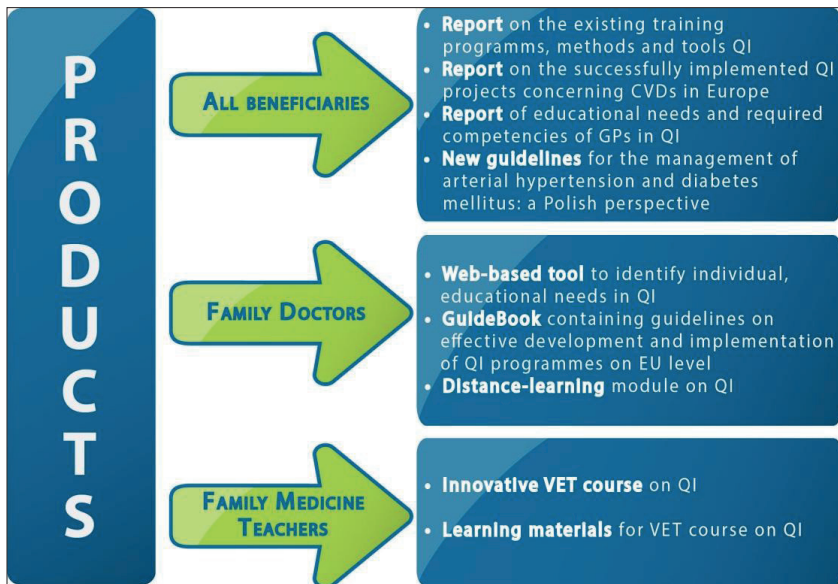 PRODUCTS
ALL BENEFICIARIES
• Report on the existing training
programms, methods and tools QI
• Report on the successfully implemented QI
projects concerning CVDs in Europe
• Report of educational needs and required
competencies of GPs in QI
• New guidelines for the management of
arterial hypertension and diabetes
mellitus: a Polish perspective
FAMILY DOCTORS
• Web-based tool to identify individual,
educational needs in QI
• GuideBook containing guidelines on
effective development and implementation
of QI programmes on EU level
• Distance-learning module on QI
FAMILY MEDICINE
TEACHERS
• Innovative VET course on QI
• Learning materials for VET course on QI